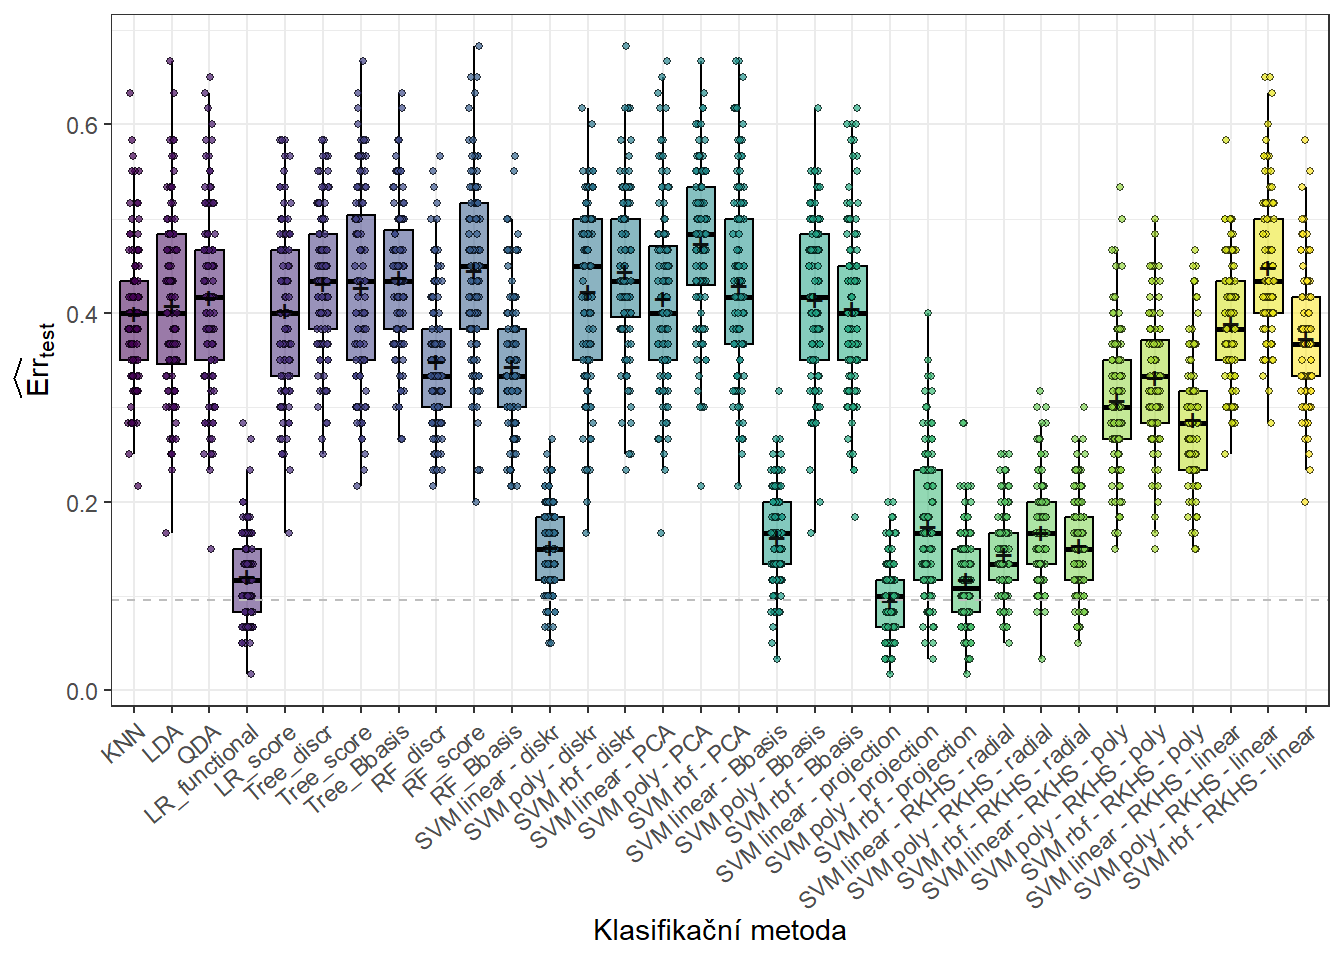 0.6
0.4
0.2
0.0
Err test
KNN
LDA
QDA
LR_functional
LR_score
Tree_discr
Tree_score
Tree_Bbasis
RF_discr
RF_score
RF_Bbasis
SVM linear - diskr
SVM poly - diskr
SVM rbf - diskr
SVM linear - PCA
SVM poly - PCA
SVM rbf - PCA
SVM linear - Bbasis
SVM poly - Bbasis
SVM rbf - Bbasis
SVM linear - projection
SVM poly - projection
SVM rbf - projection
SVM linear - RKHS - radial
SVM poly - RKHS - radial
SVM rbf - RKHS - radial
SVM linear - RKHS - poly
SVM poly - RKHS - poly
SVM rbf - RKHS - poly
SVM linear - RKHS - linear
SVM poly - RKHS - linear
SVM rbf - RKHS - linear
Klasifikační metoda